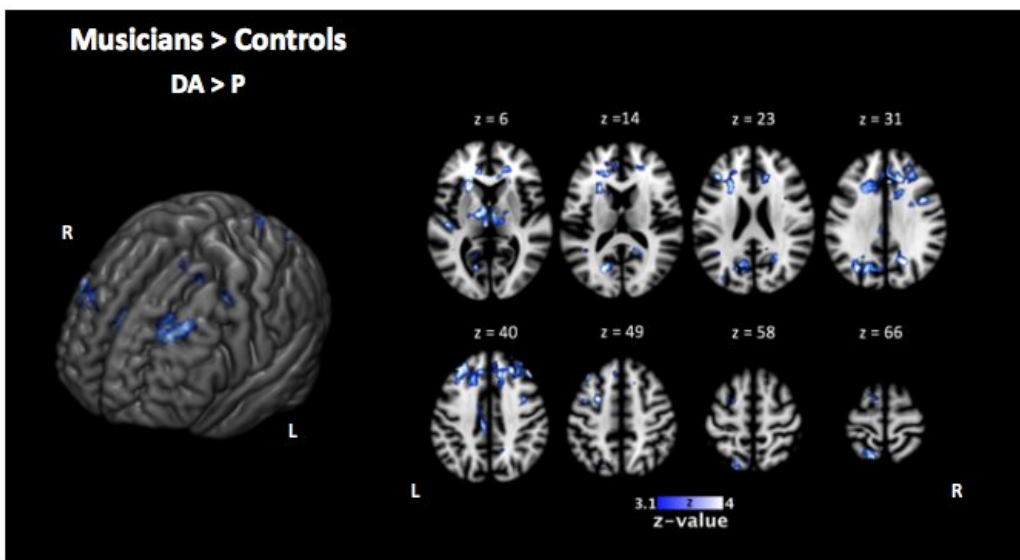 Musicians > Controls
DA > P
z = 6
z =14
z = 23
z = 31
R
z = 40
z = 49
z = 58
z = 66
L
L
R
3.1 z 4
z-value